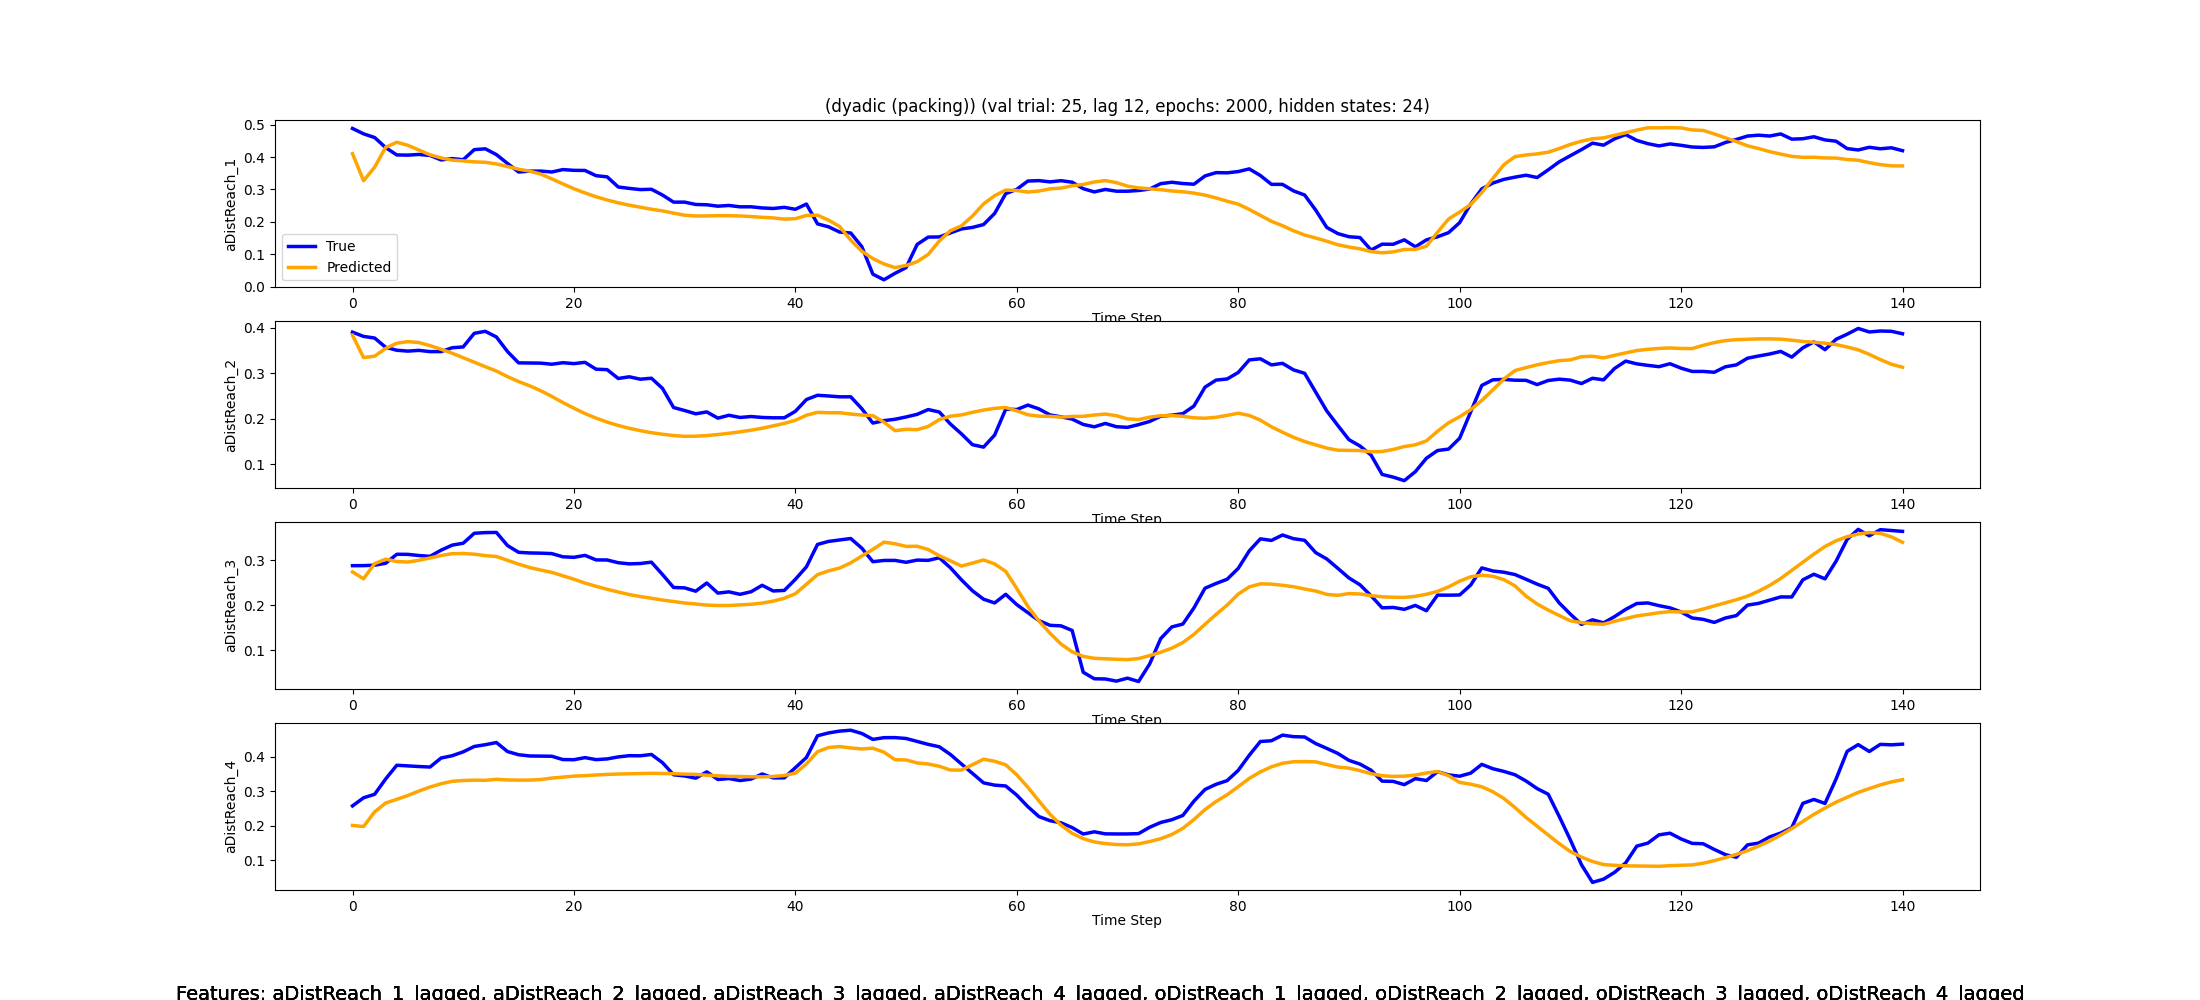 (dyadic (packing)) (val trial: 25, lag 12, epochs: 2000, hidden states: 24)
aDistReach_1
0.5
0.4
0.3
0.2
0.1
0.0
True
Predicted
0 20 40 60 80 100 120 140
Time Step
aDistReach_2
0.4
0.3
0.2
0.1
0 20 40 60 80 100 120 140
Time Step
aDistReach_3
0.3
0.2
0.1
0 20 40 60 80 100 120 140
Time Step
aDistReach_4
0.4
0.3
0.2
0.1
0 20 40 60 80 100 120 140
Time Step
Features: aDistReach_1_lagged, aDistReach_2_lagged, aDistReach_3_lagged, aDistReach_4_lagged, oDistReach_1_lagged, oDistReach_2_lagged, oDistReach_3_lagged, oDistReach_4_lagged